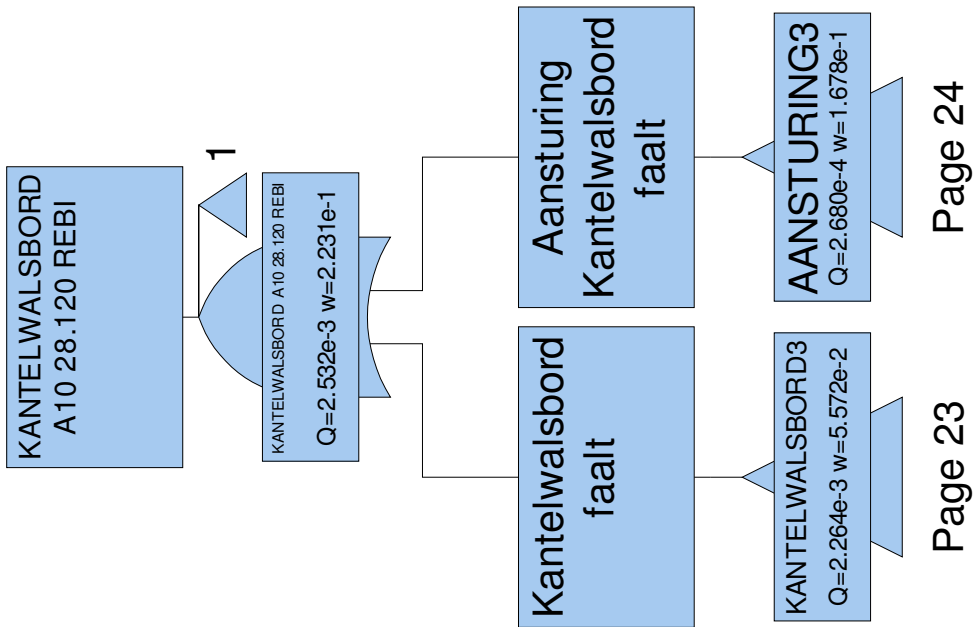 KANTELWALSBORD
A10 28.120 REBI
1
KANTELWALSBORD A10 28.120 REBI
Q=2.532e-3 w=2.231e-1
Kantelwalsbord
faalt
Aansturing
Kantelwalsbord
faalt
KANTELWALSBORD3
Q=2.264e-3 w=5.572e-2
AANSTURING3
Q=2.680e-4 w=1.678e-1
Page 23
Page 24